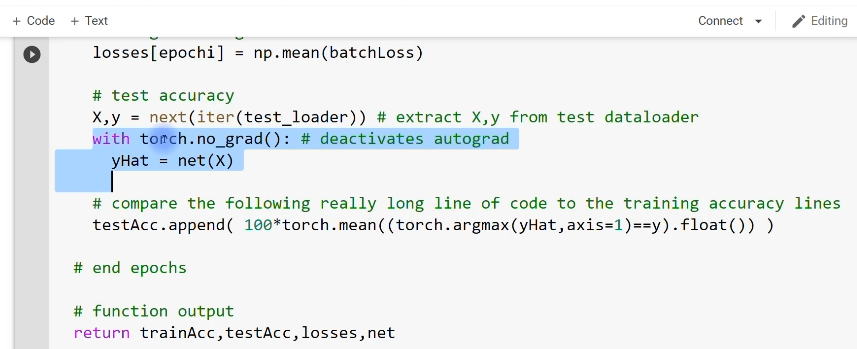 + Code + Text Connect Editing
losses[epochi] = np.mean(batchLoss)
# test accuracy
X,y = next(iter(test_loader)) # extract X,y from test dataloader
with torch.no_grad(): # deactivates autograd
yHat = net(X)
# compare the following really long line of code to the training accuracy lines
testAcc.append( 100*torch.mean((torch.argmax(yHat,axis=1)==y).float()) )
# end epochs
# function output
return trainAcc,testAcc,losses,net